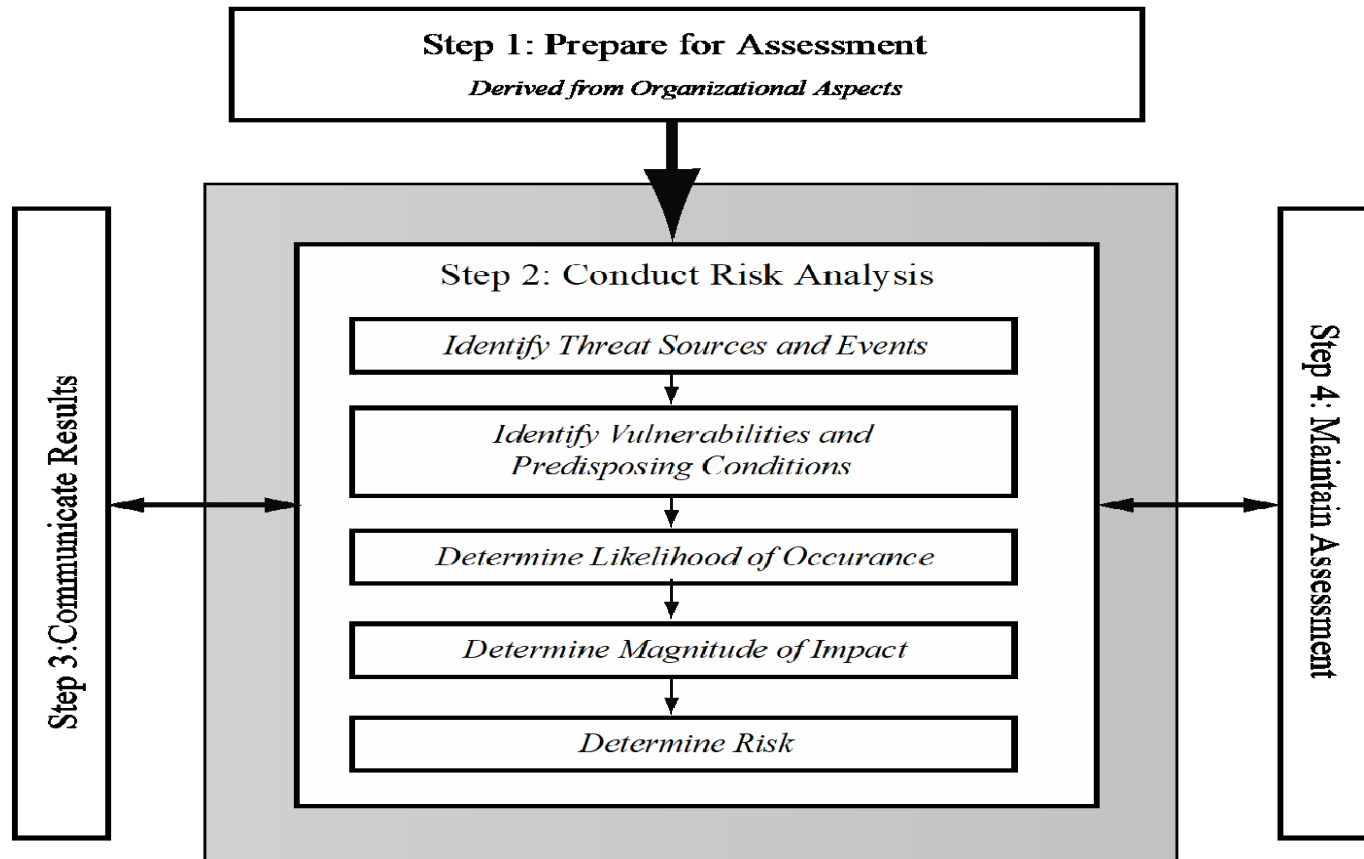 Step 1: Prepare for Assessment
Derived from Organizational Aspects
Step 2: Conduct Risk Analysis
Identify Threat Sources and Events
Identify Vulnerabilities and
Predisposing Conditions
Determine Likelihood of Occurance
Determine Magnitude of Impact
Determine Risk
Step 3:Communicate Results
Step 4: Maintain Assessment